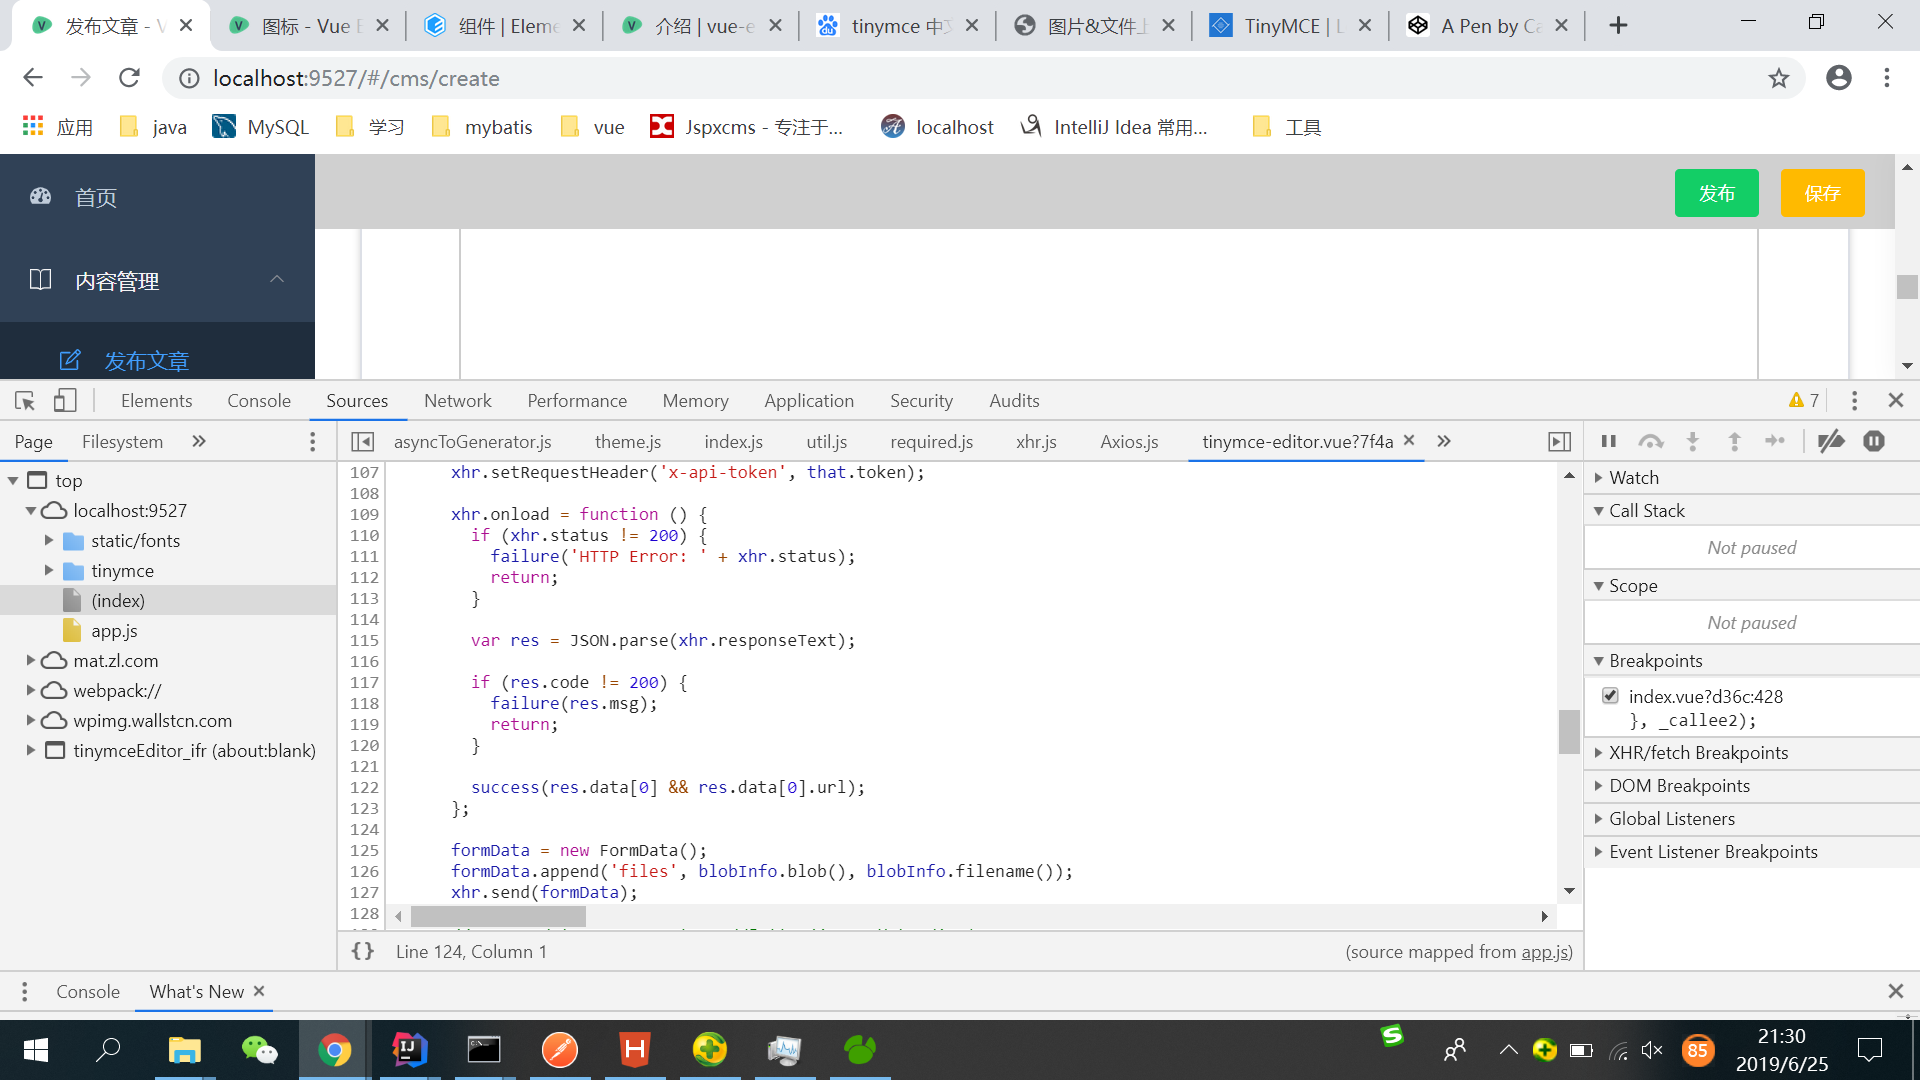 发布文章 - V
图标 - Vue E
组件 | Eleme
介绍 | vue-e
tinymce 中文
图片&文件上
TinyMCE | L
A Pen by Ca
localhost:9527/#/cms/create
应用
java
MySQL
学习
mybatis
vue
Jspxcms - 专注于...
localhost
IntelliJ Idea 常用...
工具
首页
发布
保存
内容管理
发布文章
Elements
Console
Sources
Network
Performance
Memory
Application
Security
Audits
7
Page
Filesystem
asyncToGenerator.js
theme.js
index.js
util.js
required.js
xhr.js
Axios.js
tinymce-editor.vue?7f4a
top
localhost:9527
static/fonts
tinymce
(index)
app.js
mat.zl.com
webpack://
wpimg.wallstcn.com
tinymceEditor_ifr (about:blank)
107 xhr.setRequestHeader('x-api-token', that.token);
108
109 xhr.onload = function () {
110 if (xhr.status != 200) {
111 failure('HTTP Error: ' + xhr.status);
112 return;
113 }
114
115 var res = JSON.parse(xhr.responseText);
116
117 if (res.code != 200) {
118 failure(res.msg);
119 return;
120 }
121
122 success(res.data[0] && res.data[0].url);
123 };
124
125 formData = new FormData();
126 formData.append('files', blobInfo.blob(), blobInfo.filename());
127 xhr.send(formData);
128
{} Line 124, Column 1
(source mapped from app.js)
Watch
Call Stack
Not paused
Scope
Not paused
Breakpoints
index.vue?d36c:428
}, _callee2);
XHR/fetch Breakpoints
DOM Breakpoints
Global Listeners
Event Listener Breakpoints
Console
What's New
85
21:30
2019/6/25